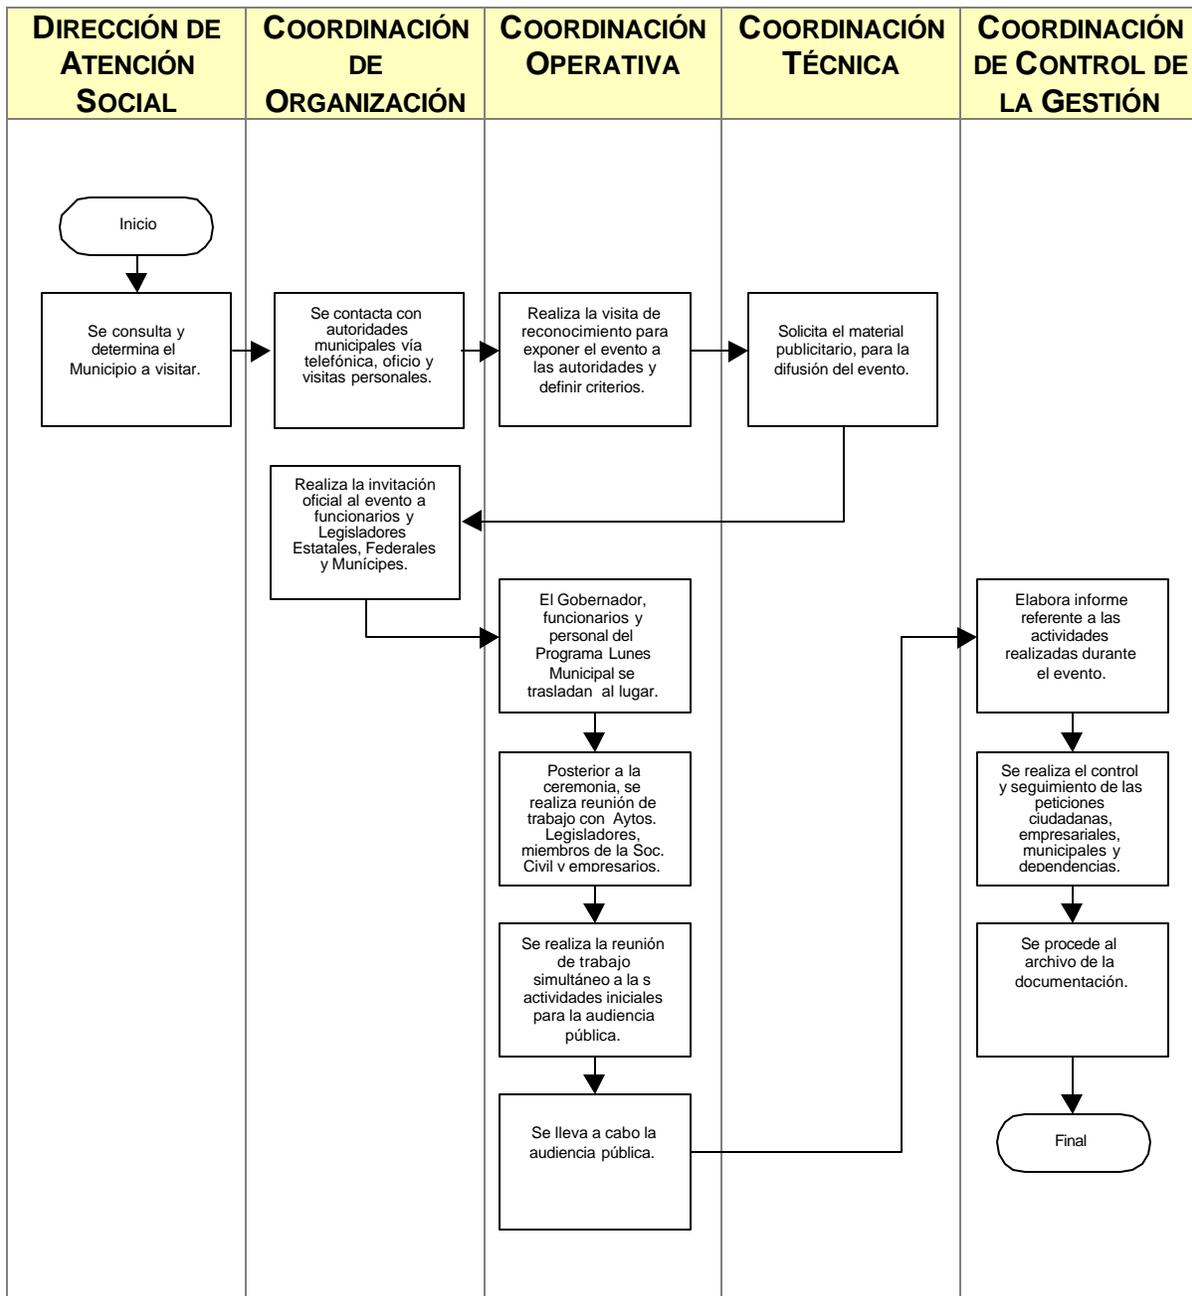 DIRECCIÓN DE
ATENCIÓN
SOCIAL
COORDINACIÓN
DE
ORGANIZACIÓN
COORDINACIÓN
OPERATIVA
COORDINACIÓN
TÉCNICA
COORDINACIÓN
DE CONTROL DE
LA GESTIÓN
Inicio
Se consulta y
determina el
Municipio a visitar.
Se contacta con
autoridades
municipales vía
telefónica, oficio y
visitas personales.
Realiza la visita de
reconocimiento para
exponer el evento a
las autoridades y
definir criterios.
Solicita el material
publicitario, para la
difusión del evento.
Realiza la invitación
oficial al evento a
funcionarios y
Legisladores
Estatales, Federales
y Munícipes.
El Gobernador,
funcionarios y
personal del
Programa Lunes
Municipal se
trasladan al lugar.
Posterior a la
ceremonia, se
realiza reunión de
trabajo con Aytos.
Legisladores,
miembros de la Soc.
Civil y empresarios.
Se realiza la reunión
de trabajo
simultáneo a la s
actividades iniciales
para la audiencia
pública.
Se lleva a cabo la
audiencia pública.
Elabora informe
referente a las
actividades
realizadas durante
el evento.
Se realiza el control
y seguimiento de las
peticiones
ciudadanas,
empresariales,
municipales y
dependencias.
Se procede al
archivo de la
documentación.
Final